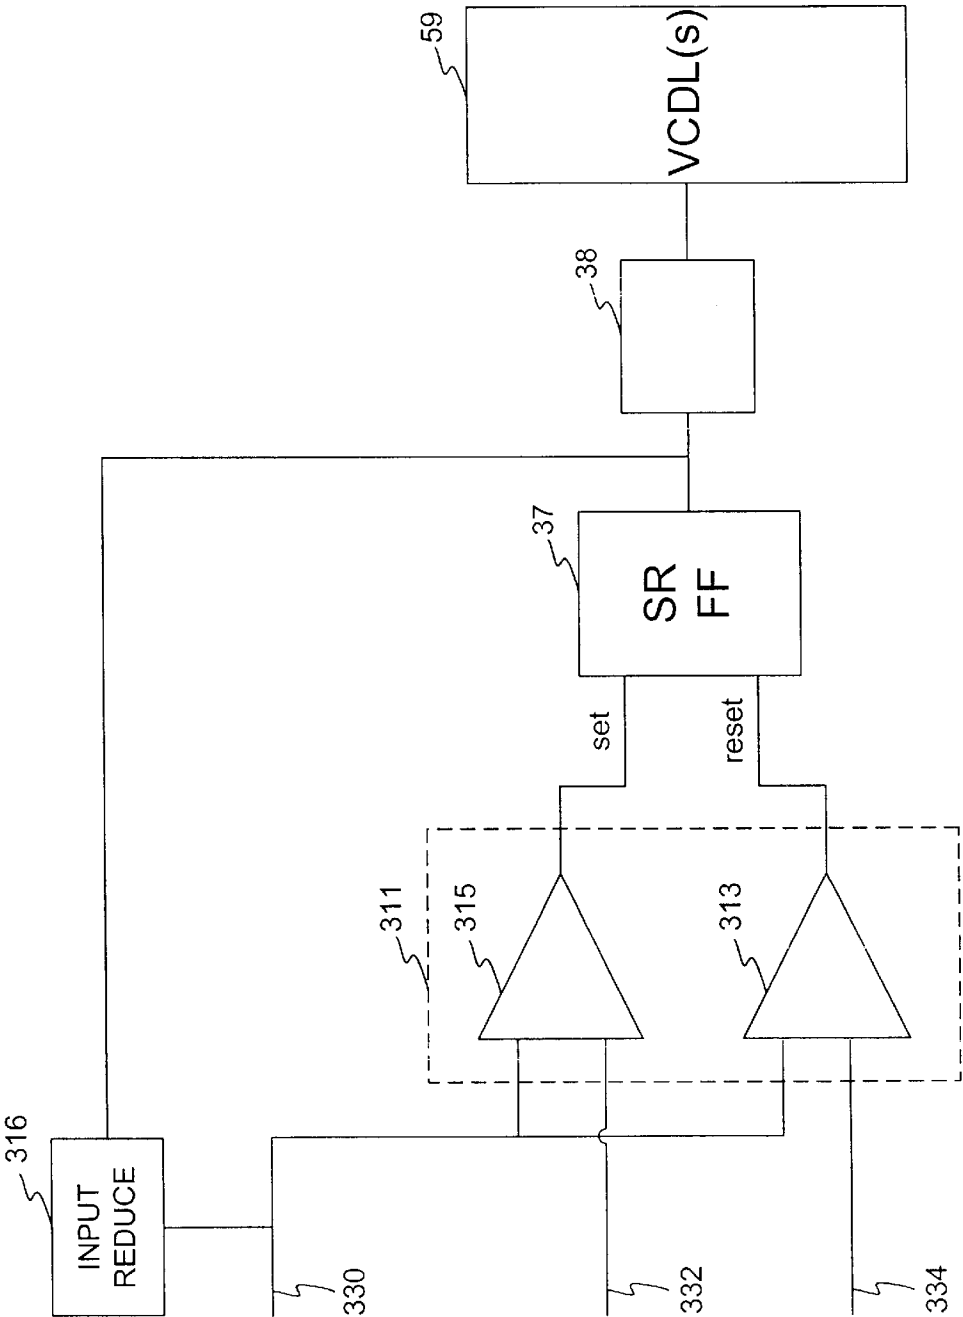 316
INPUT
REDUCE
330
332
334
311
315
313
set
reset
37
SR
FF
38
59
VCDL(s)